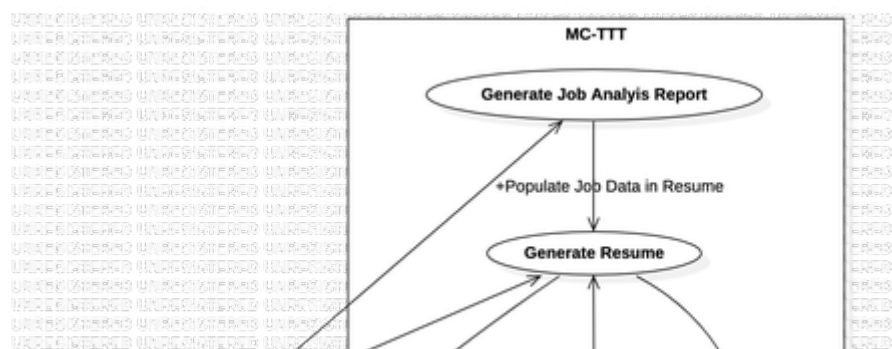 MC-TTT
Generate Job Analyis Report
+Populate Job Data in Resume
Generate Resume